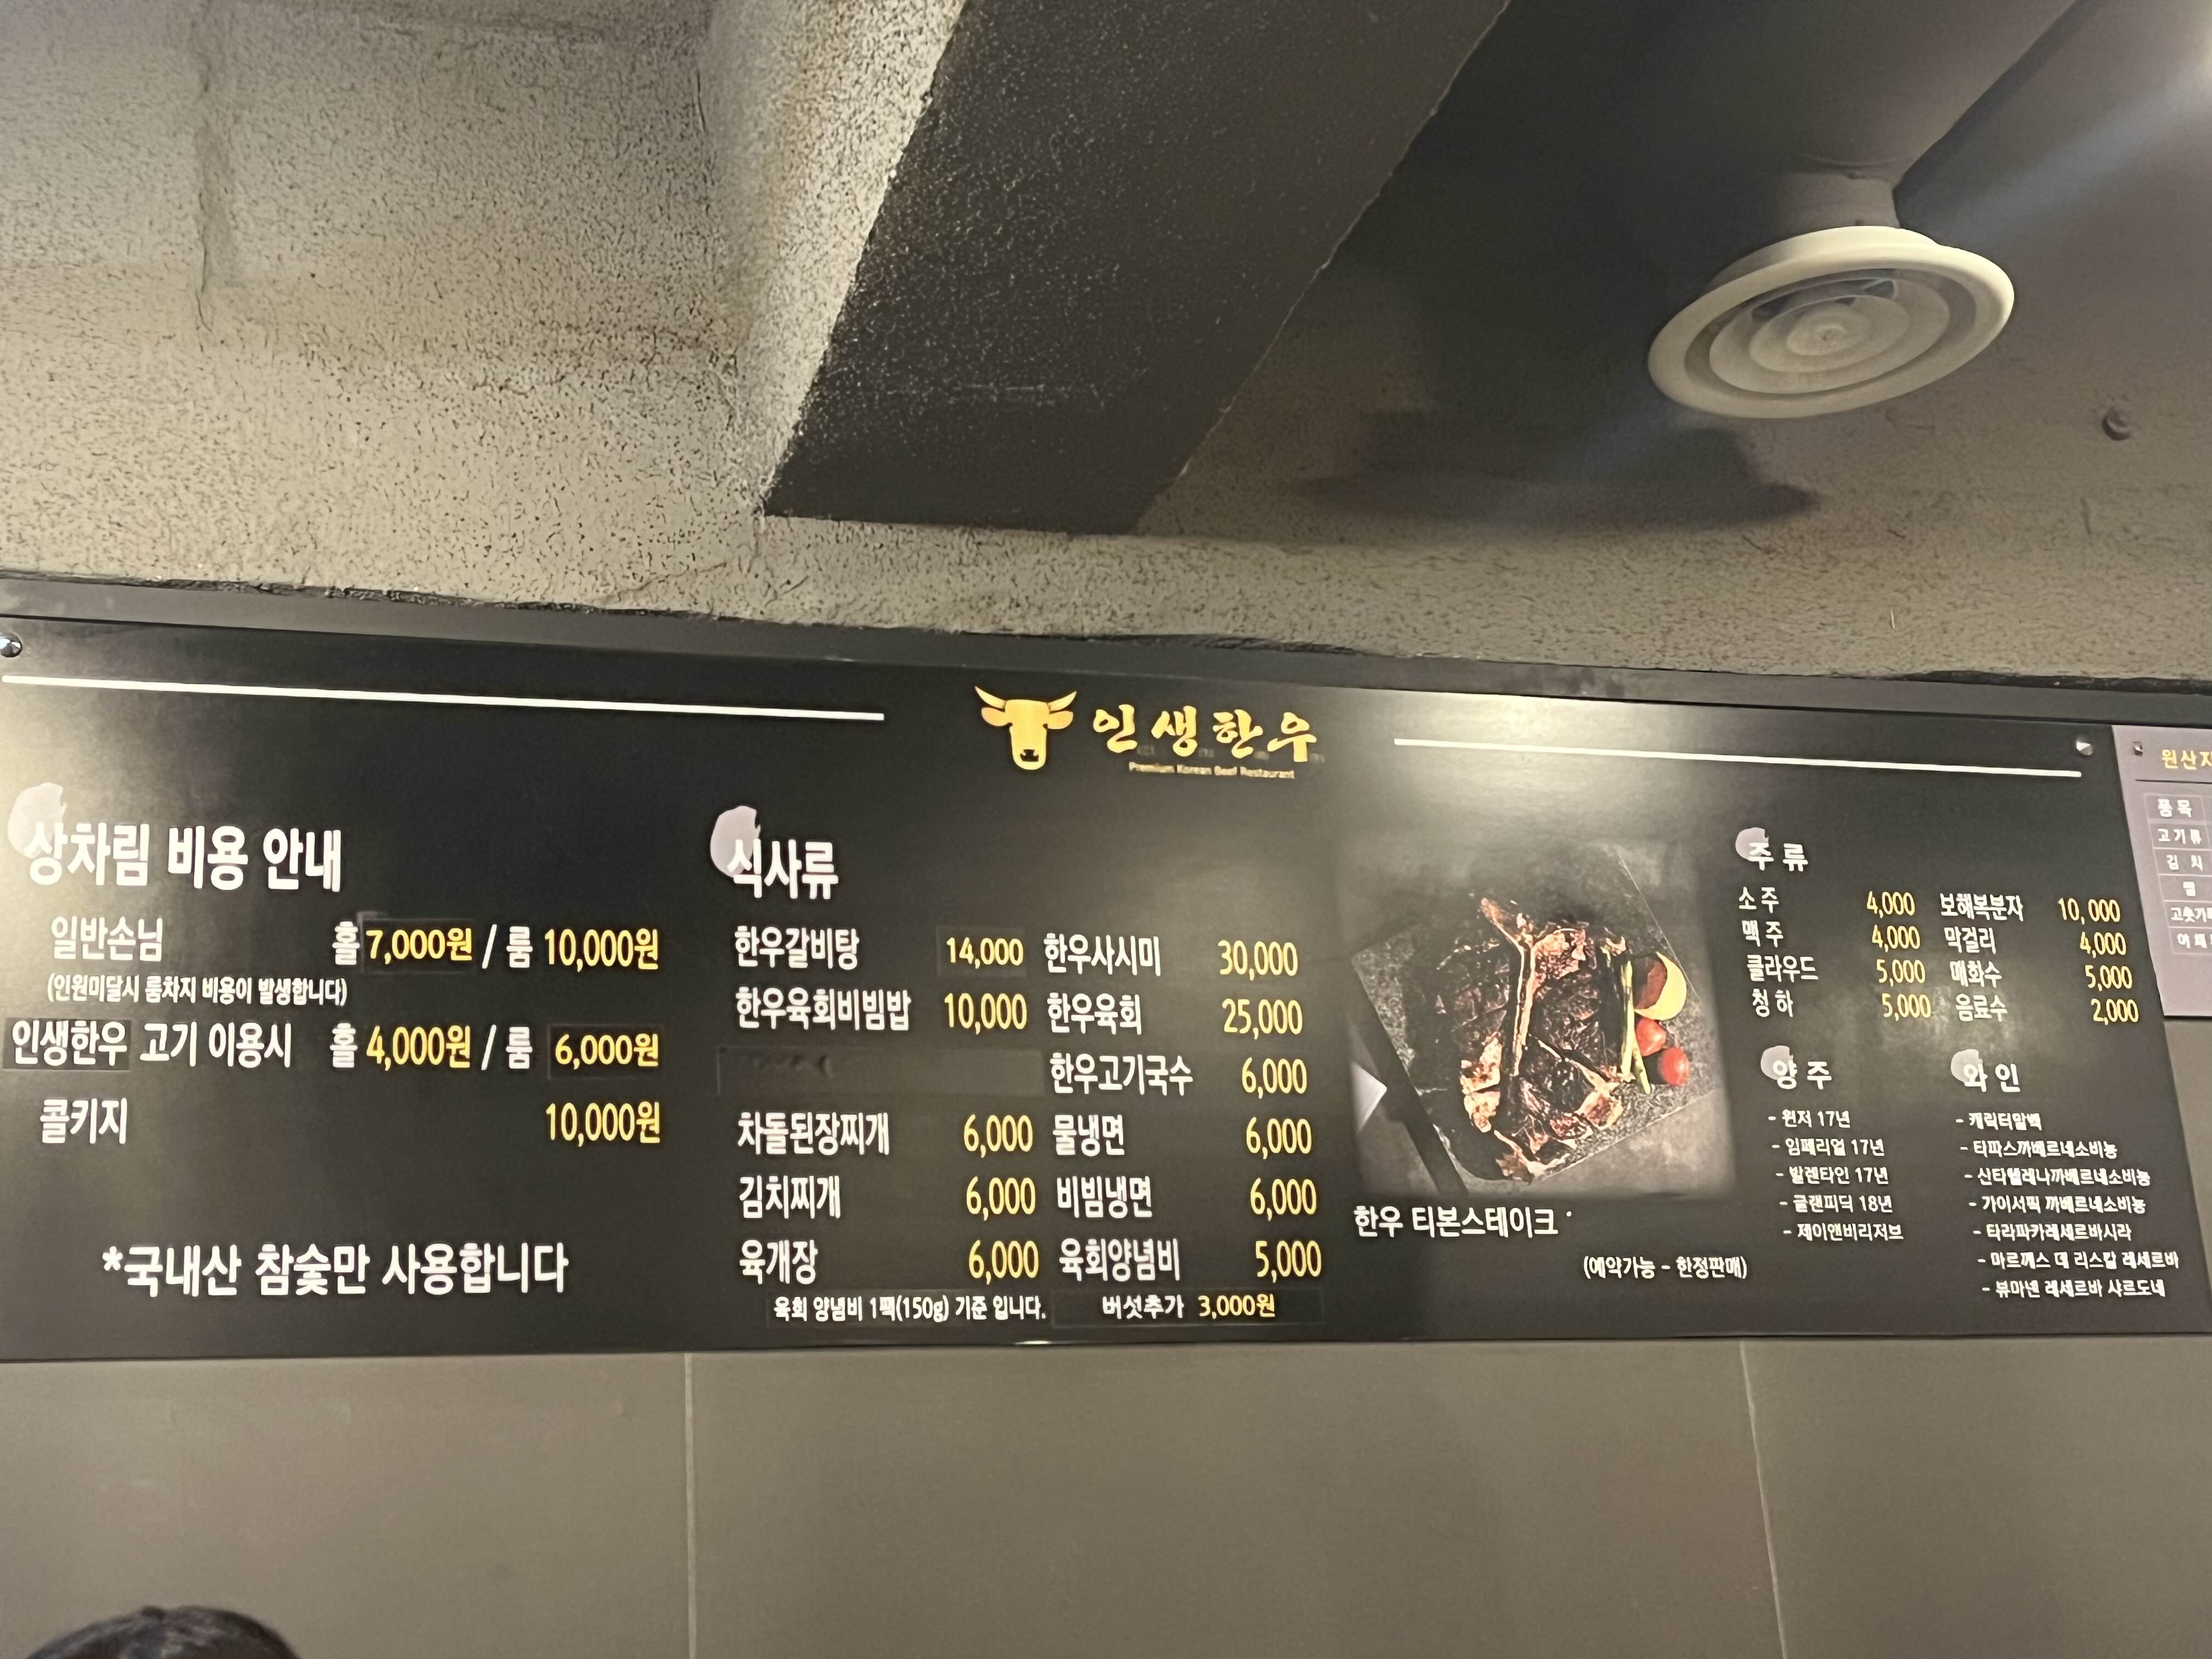 인생한우
Premium Korean Beef Restaurant
상차림 비용 안내
일반손님 홀 7,000원 / 룸 10,000원
(인원미달시 룸차지 비용이 발생합니다)
인생한우 고기 이용시 홀 4,000원 / 룸 6,000원
콜키지 10,000원
*국내산 참숯만 사용합니다
식사류
한우갈비탕 14,000 한우사시미 30,000
한우육회비빔밥 10,000 한우육회 25,000
한우고기국수 6,000
차돌된장찌개 6,000 물냉면 6,000
김치찌개 6,000 비빔냉면 6,000
육개장 6,000 육회양념비 5,000
육회 양념비 1팩(150g) 기준 입니다. 버섯추가 3,000원
한우 티본스테이크
(예약가능 - 한정판매)
주 류
소 주 4,000 보해복분자 10,000
맥 주 4,000 막걸리 4,000
클라우드 5,000 매화수 5,000
청 하 5,000 음료수 2,000
양 주
- 윈저 17년
- 임페리얼 17년
- 발렌타인 17년
- 글랜피딕 18년
- 제이앤비리저브
와 인
- 캐릭터말벡
- 티파스까베르네소비뇽
- 신타헬레나까베르네소비뇽
- 가이서픽 까베르네소비뇽
- 타라파카레세르바시라
- 마르께스 데 리스칼 레세르바
- 뷰마넨 레세르바 샤르도네
품 목
고 기 류
김 치
쌀